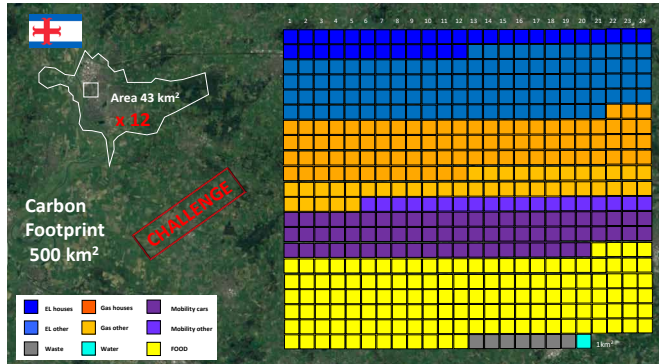 1 2 3 4 5 6 7 8 9 10 11 12 13 14 15 16 17 18 19 20 21 22 23 24
Area 43 km²
x 12
CHALLENGE
Carbon
Footprint
500 km²
EL houses
Gas houses
Mobility cars
EL other
Gas other
Mobility other
Waste
Water
FOOD
1km²